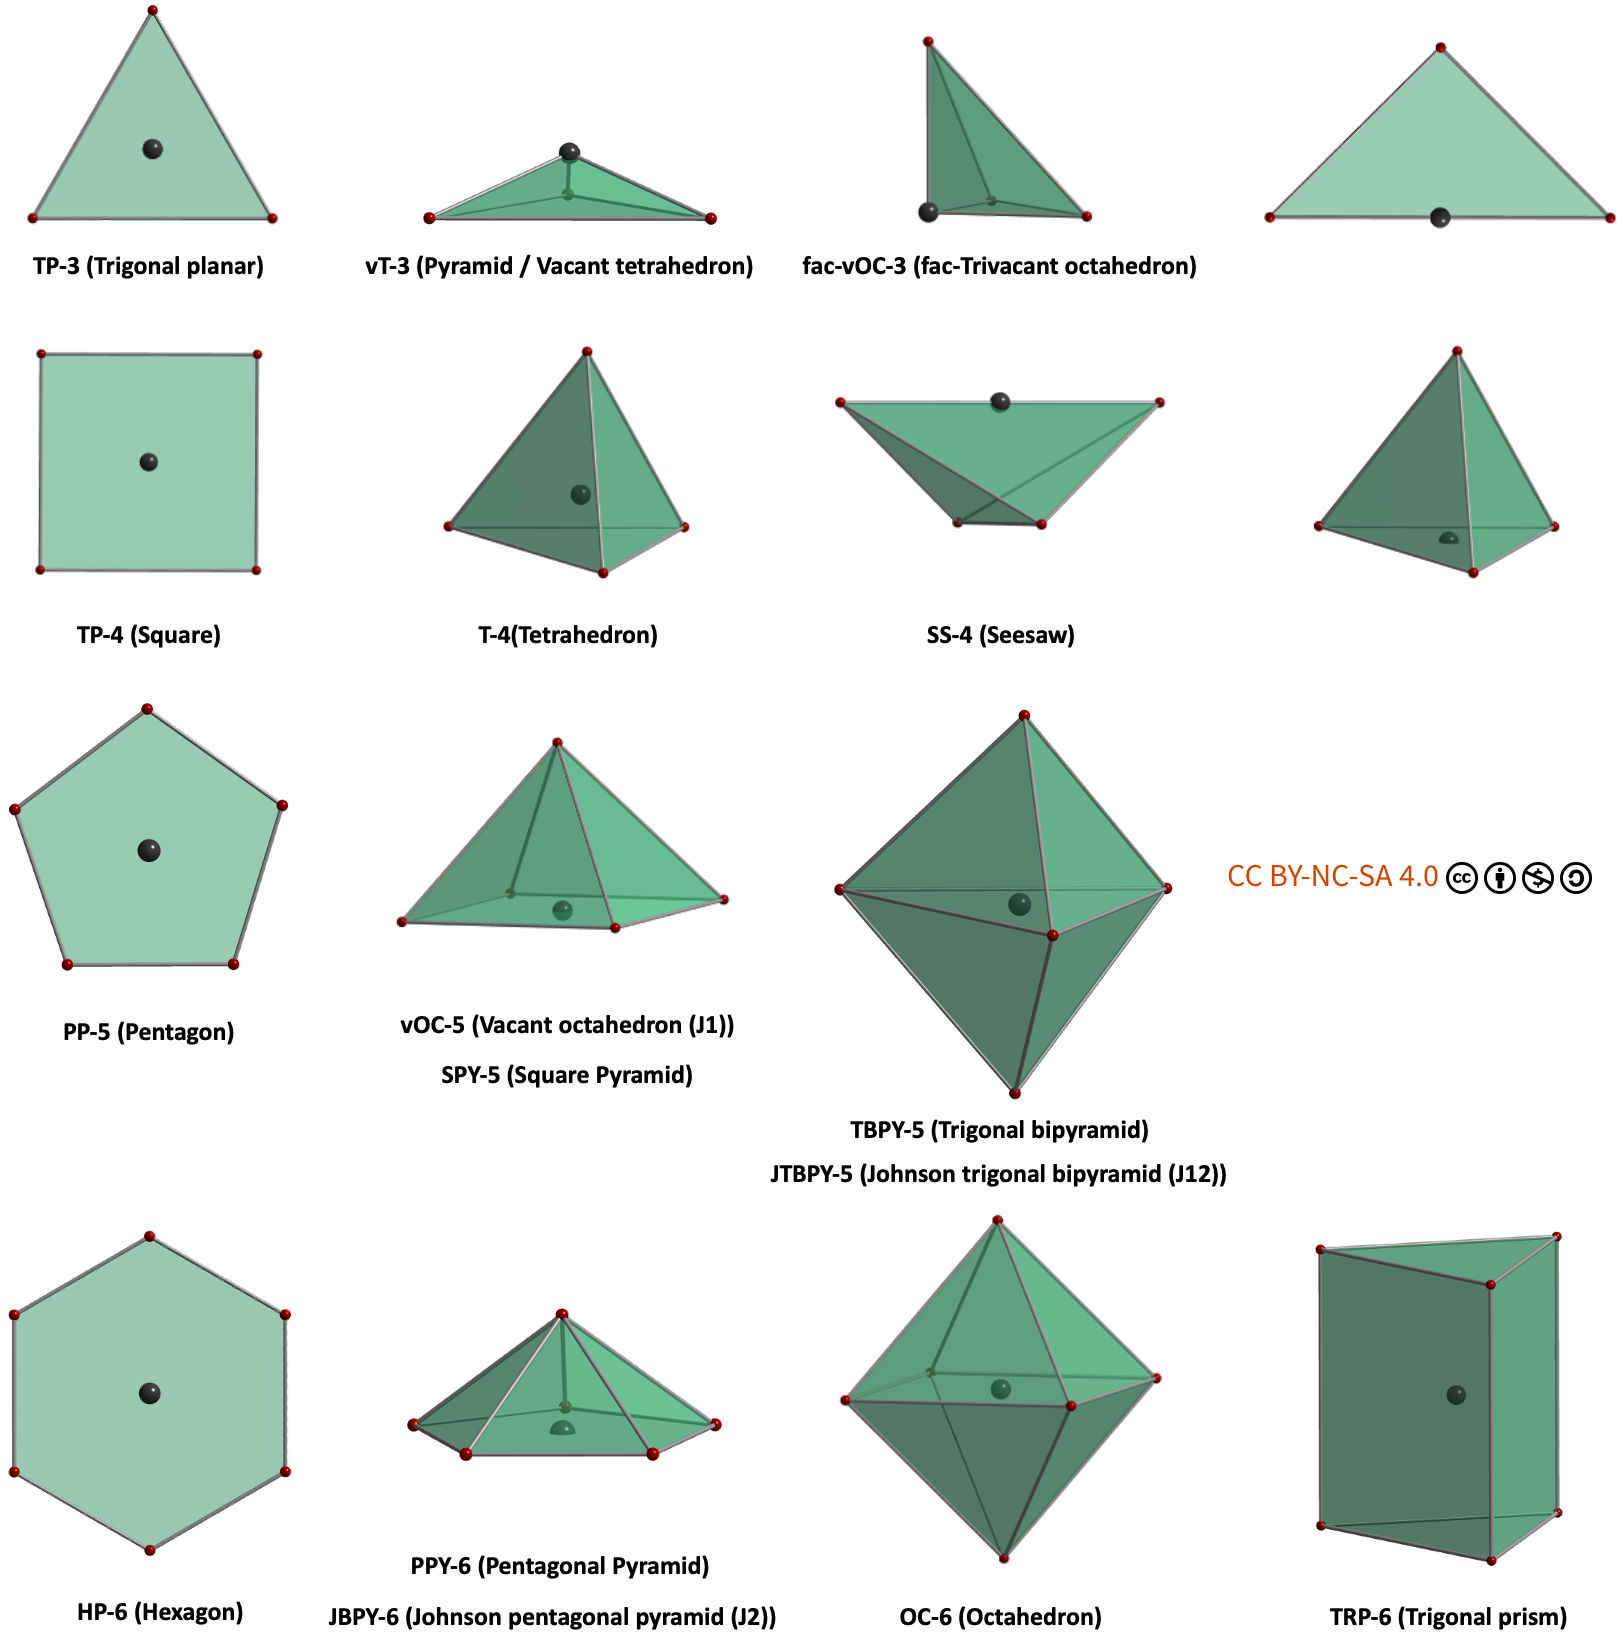 TP-3 (Trigonal planar)
vT-3 (Pyramid / Vacant tetrahedron)
fac-vOC-3 (fac-Trivacant octahedron)
TP-4 (Square)
T-4(Tetrahedron)
SS-4 (Seesaw)
CC BY-NC-SA 4.0 cc $
PP-5 (Pentagon)
vOC-5 (Vacant octahedron (J1))
SPY-5 (Square Pyramid)
TBPY-5 (Trigonal bipyramid)
JTBPY-5 (Johnson trigonal bipyramid (J12))
HP-6 (Hexagon)
PPY-6 (Pentagonal Pyramid)
JBPY-6 (Johnson pentagonal pyramid (J2))
OC-6 (Octahedron)
TRP-6 (Trigonal prism)